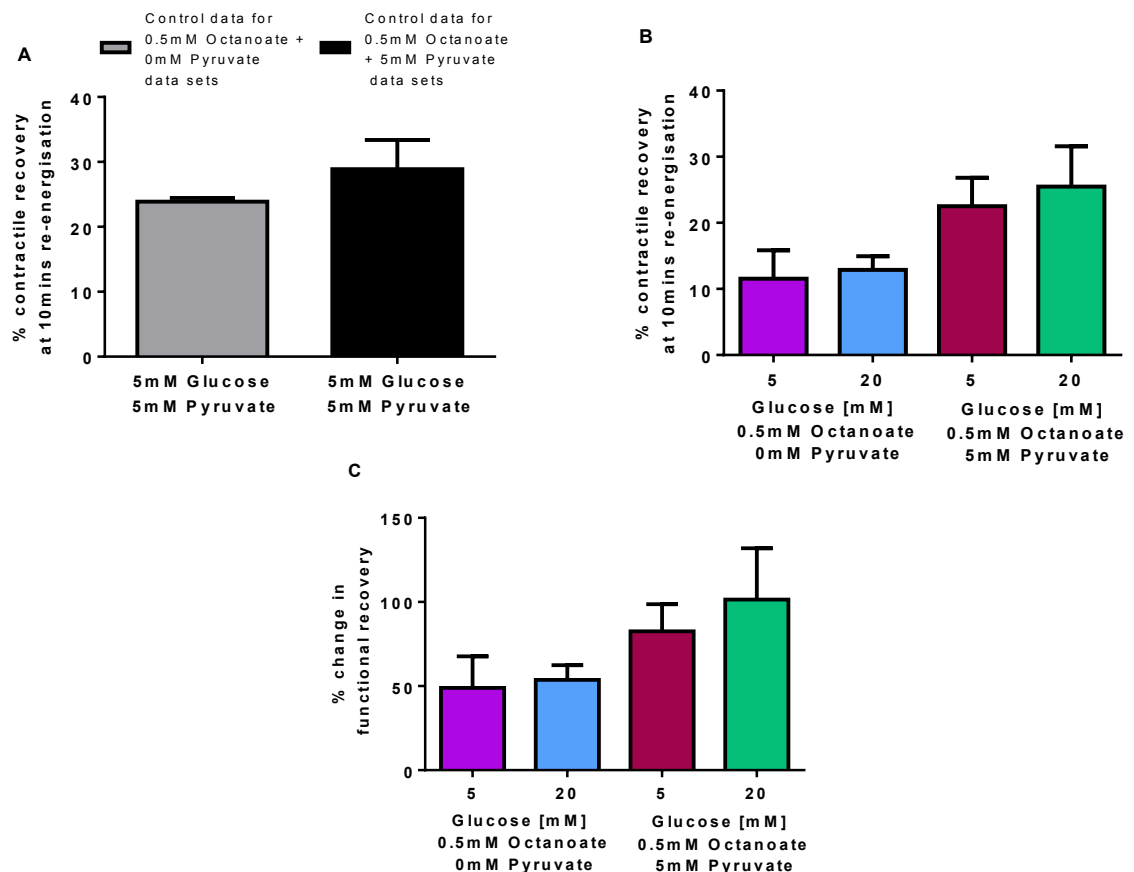 A
Control data for
0.5mM Octanoate +
0mM Pyruvate
data sets
Control data for
0.5mM Octanoate
+ 5mM Pyruvate
data sets
% contractile recovery
at 10mins re-energisation
40
30
20
10
0
5mM Glucose
5mM Pyruvate
5mM Glucose
5mM Pyruvate
B
% contractile recovery
at 10mins re-energisation
40
30
20
10
0
5 20 5 20
Glucose [mM]
0.5mM Octanoate
0mM Pyruvate
Glucose [mM]
0.5mM Octanoate
5mM Pyruvate
C
% change in
functional recovery
150
100
50
0
5 20 5 20
Glucose [mM]
0.5mM Octanoate
0mM Pyruvate
Glucose [mM]
0.5mM Octanoate
5mM Pyruvate